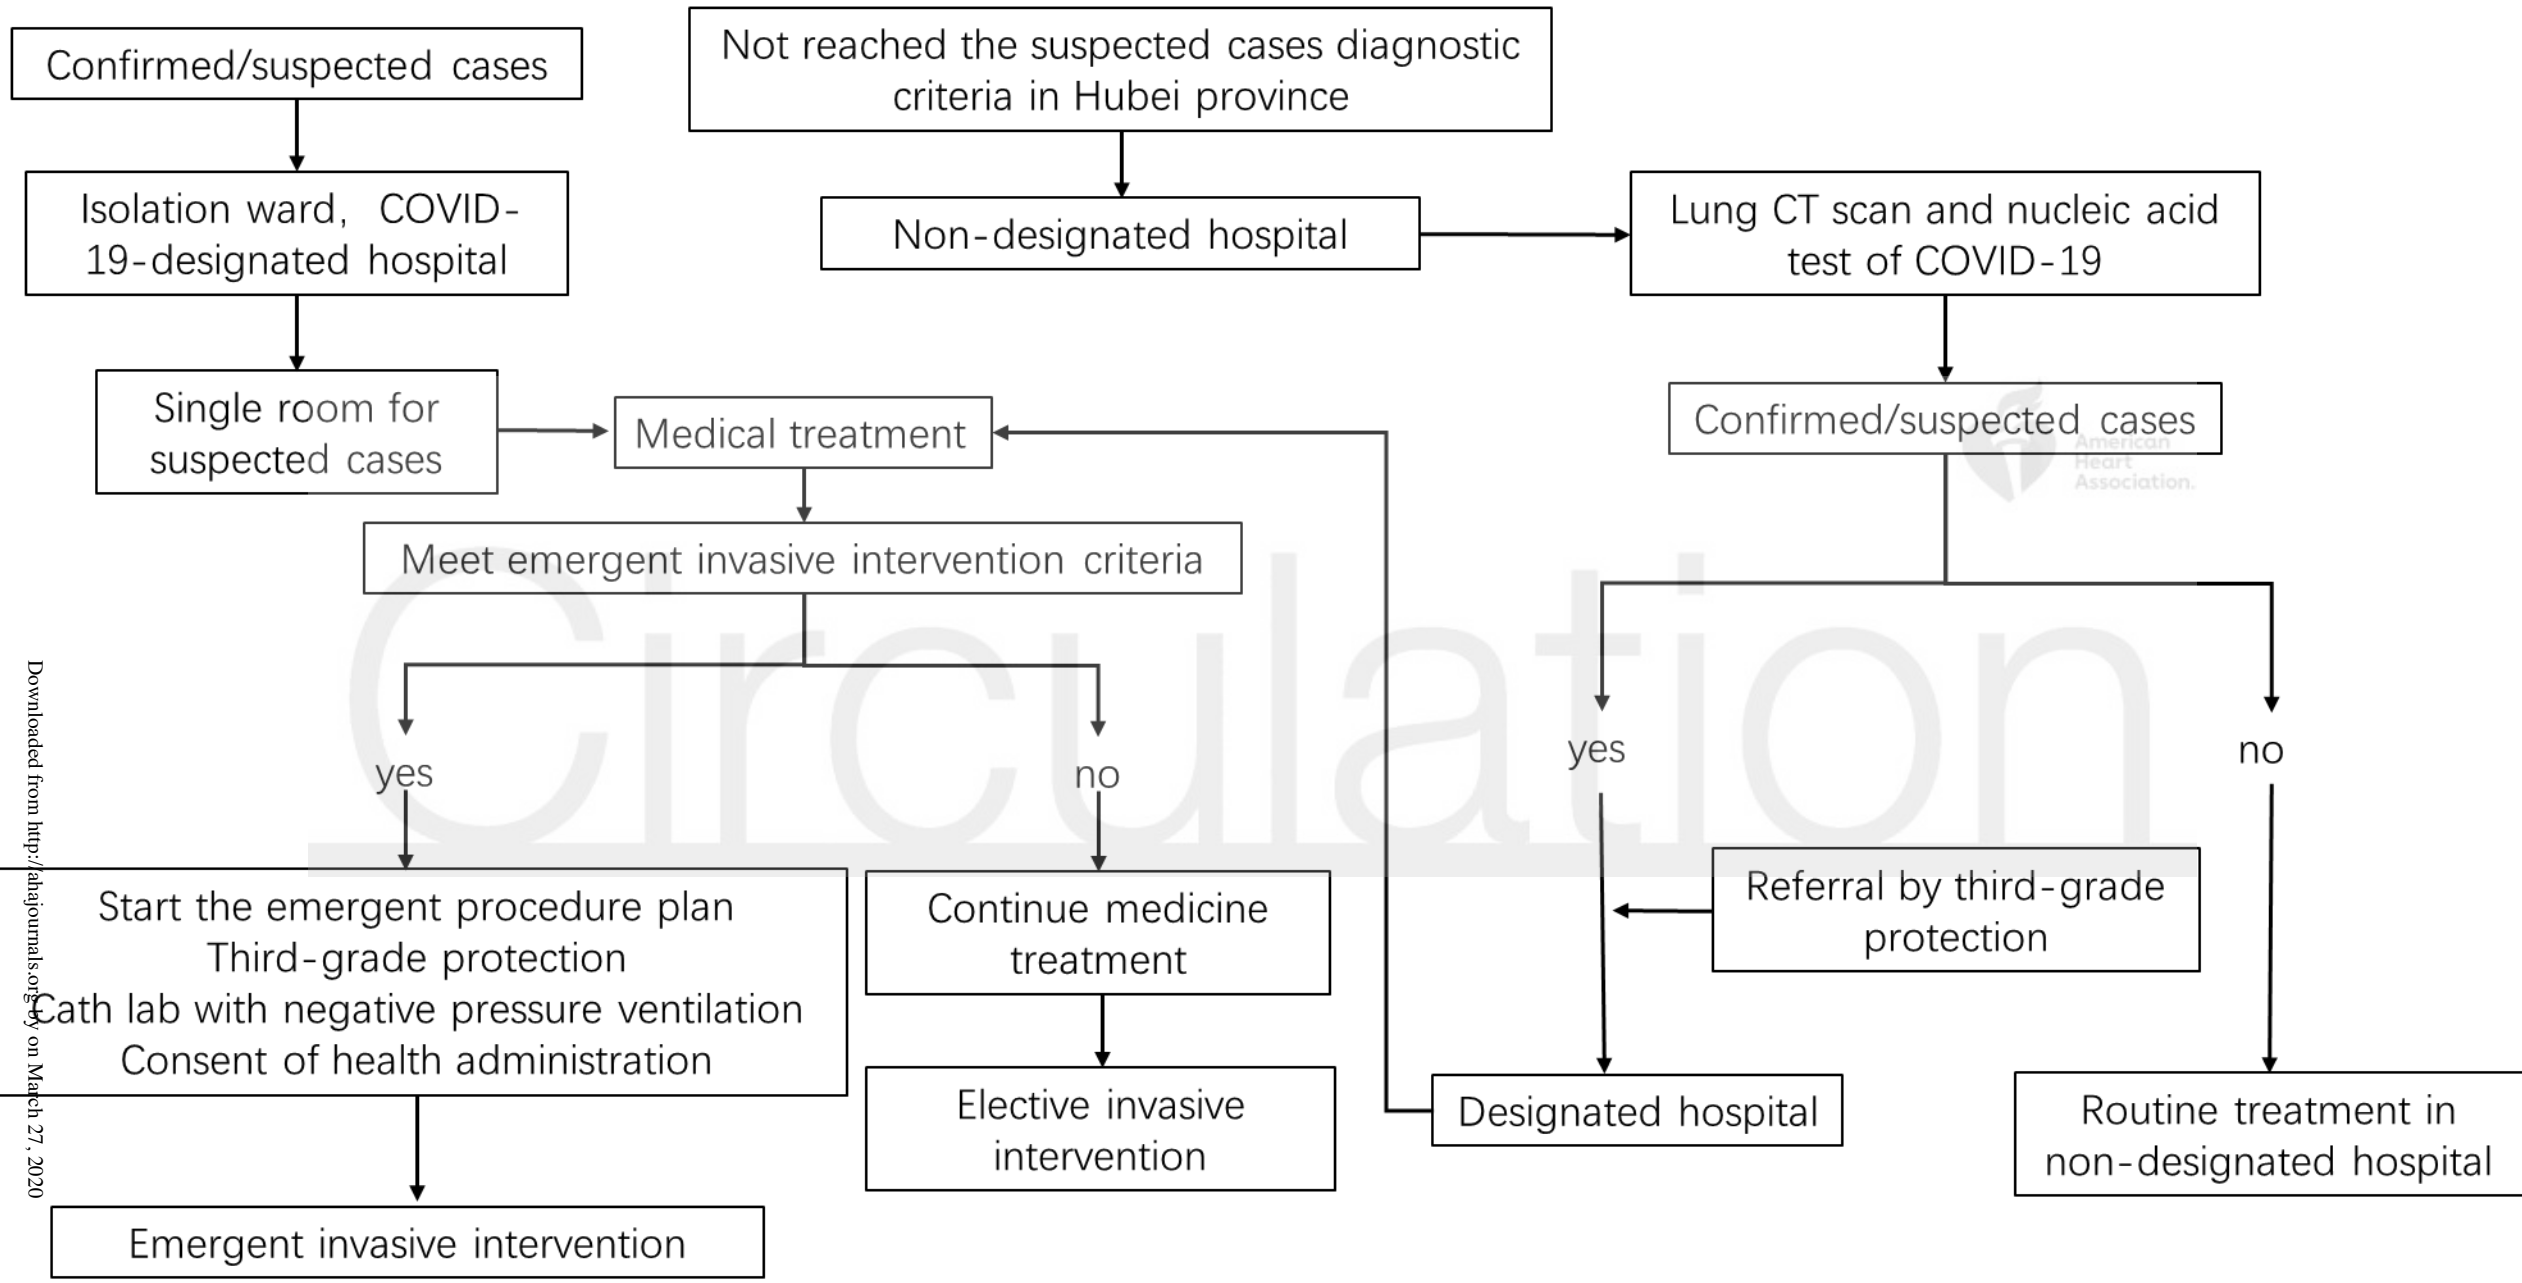 Confirmed/suspected cases
Not reached the suspected cases diagnostic
criteria in Hubei province
Isolation ward, COVID-
19-designated hospital
Non-designated hospital
Lung CT scan and nucleic acid
test of COVID-19
Single room for
suspected cases
Medical treatment
Confirmed/suspected cases
American
Heart
Association.
Meet emergent invasive intervention criteria
Circulation
yes
no
yes
no
Start the emergent procedure plan
Third-grade protection
Cath lab with negative pressure ventilation
Consent of health administration
Continue medicine
treatment
Referral by third-grade
protection
Elective invasive
intervention
Designated hospital
Routine treatment in
non-designated hospital
Emergent invasive intervention
Downloaded from http://ahajournals.org by on March 27, 2020